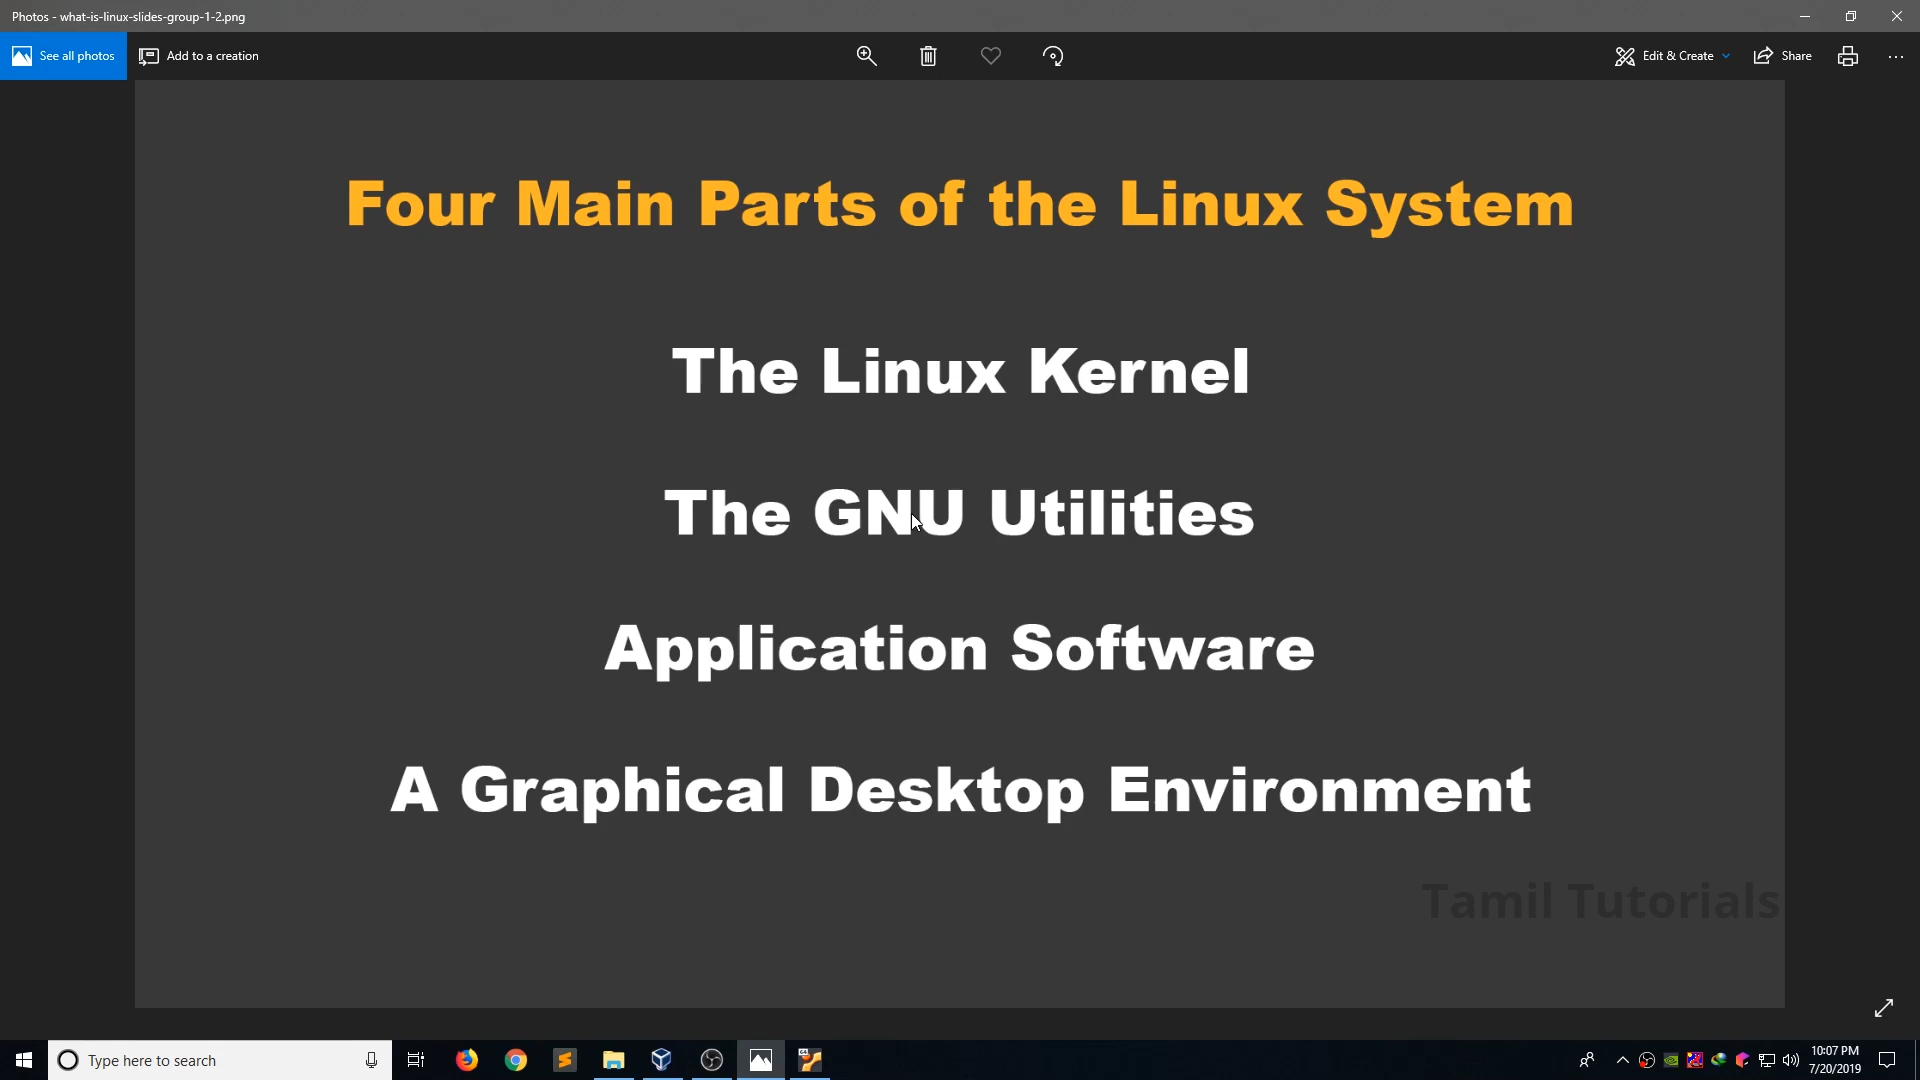 Photos - what-is-linux-slides-group-1-2.png
See all photos
Add to a creation
Edit & Create
Share
Four Main Parts of the Linux System
The Linux Kernel
The GNU Utilities
Application Software
A Graphical Desktop Environment
Tamil Tutorials
Type here to search
10:07 PM
7/20/2019